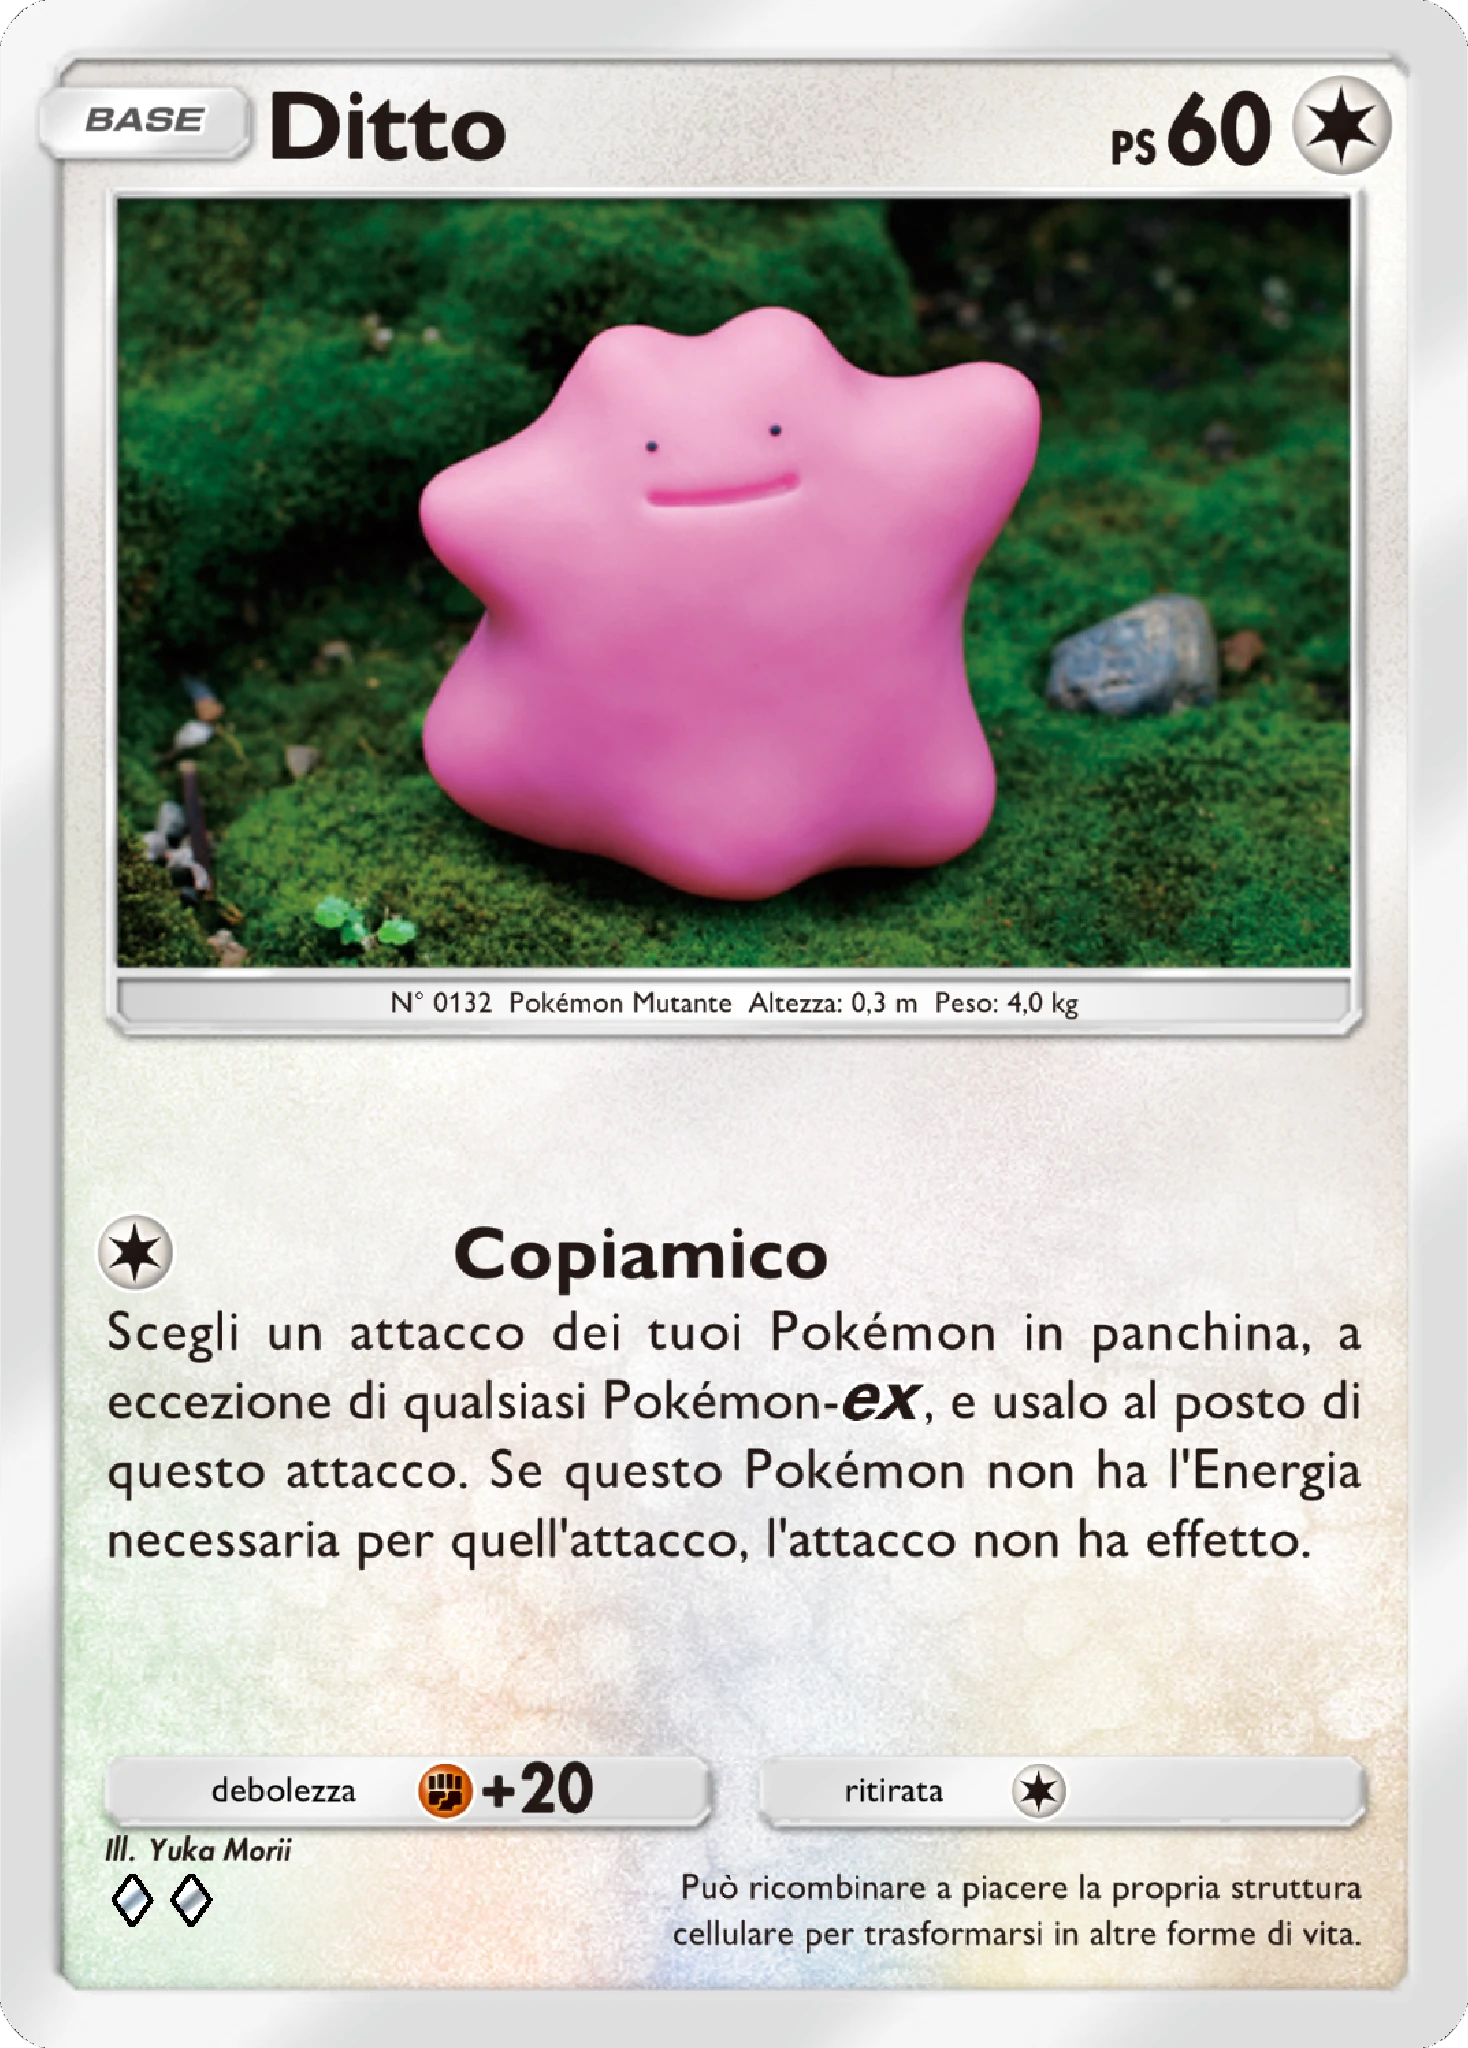 BASE Ditto PS 60
N° 0132 Pokémon Mutante Altezza: 0,3 m Peso: 4,0 kg
Copiamico
Scegli un attacco dei tuoi Pokémon in panchina, a
eccezione di qualsiasi Pokémon-ex, e usalo al posto di
questo attacco. Se questo Pokémon non ha l'Energia
necessaria per quell'attacco, l'attacco non ha effetto.
debolezza +20 ritirata
Ill. Yuka Morii
Può ricombinare a piacere la propria struttura
cellulare per trasformarsi in altre forme di vita.